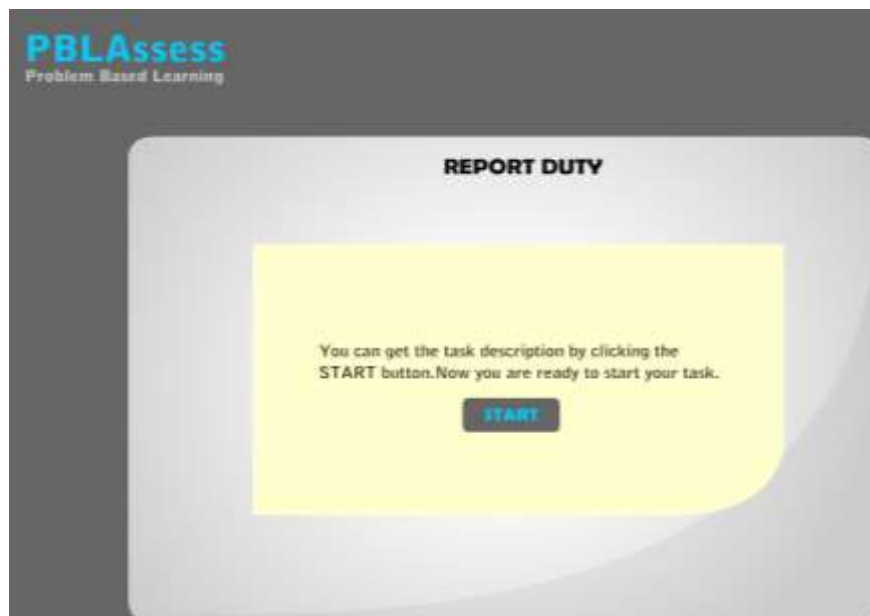 PBLAssess
Problem Based Learning
REPORT DUTY
You can get the task description by clicking the
START button.Now you are ready to start your task.
START